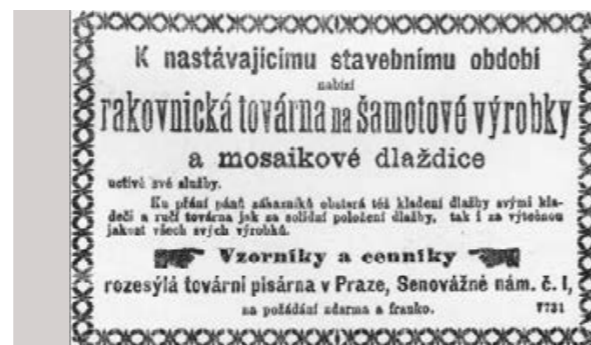 K nastávajícímu stavebnímu období
nabízí
rakovnická továrna na šamotové výrobky
a mosaikové dlaždice
uctivě své služby.
Ku přání pánů zákazníků obstará též kladení dlažby svými kla-
deči a ručí továrna jak za solidní položení dlažby, tak i za výtečnou
jakost všech svých výrobků.
Vzorníky a cenníky
rozesýlá tovární písárna v Praze, Senovážné nám. č. I,
na požádání zdarma a franko. 7731